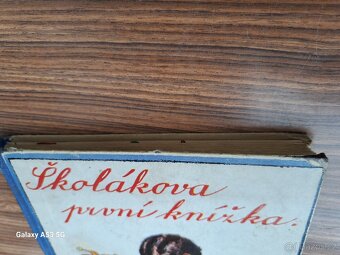 Školákova
první knížka.
Galaxy A53 5G